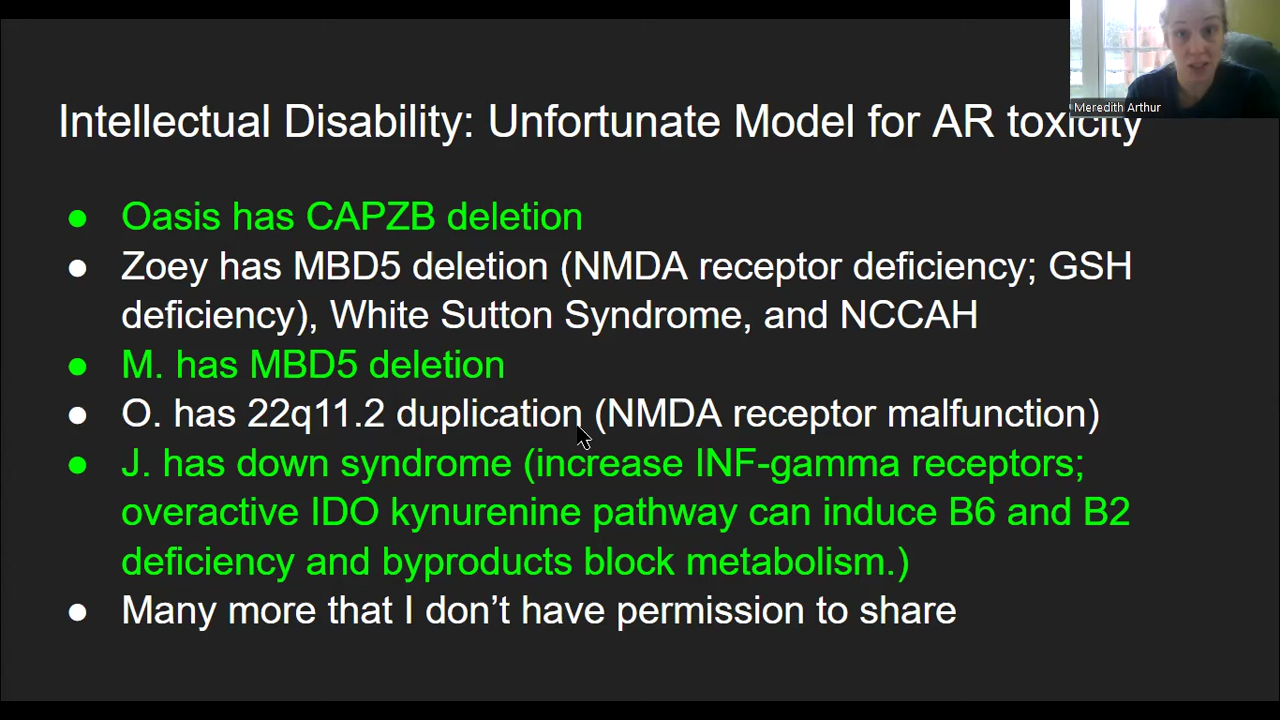 Meredith Arthur
Intellectual Disability: Unfortunate Model for AR toxicity
● Oasis has CAPZB deletion
● Zoey has MBD5 deletion (NMDA receptor deficiency; GSH
deficiency), White Sutton Syndrome, and NCCAH
● M. has MBD5 deletion
● O. has 22q11.2 duplication (NMDA receptor malfunction)
● J. has down syndrome (increase INF-gamma receptors;
overactive IDO kynurenine pathway can induce B6 and B2
deficiency and byproducts block metabolism.)
● Many more that I don’t have permission to share